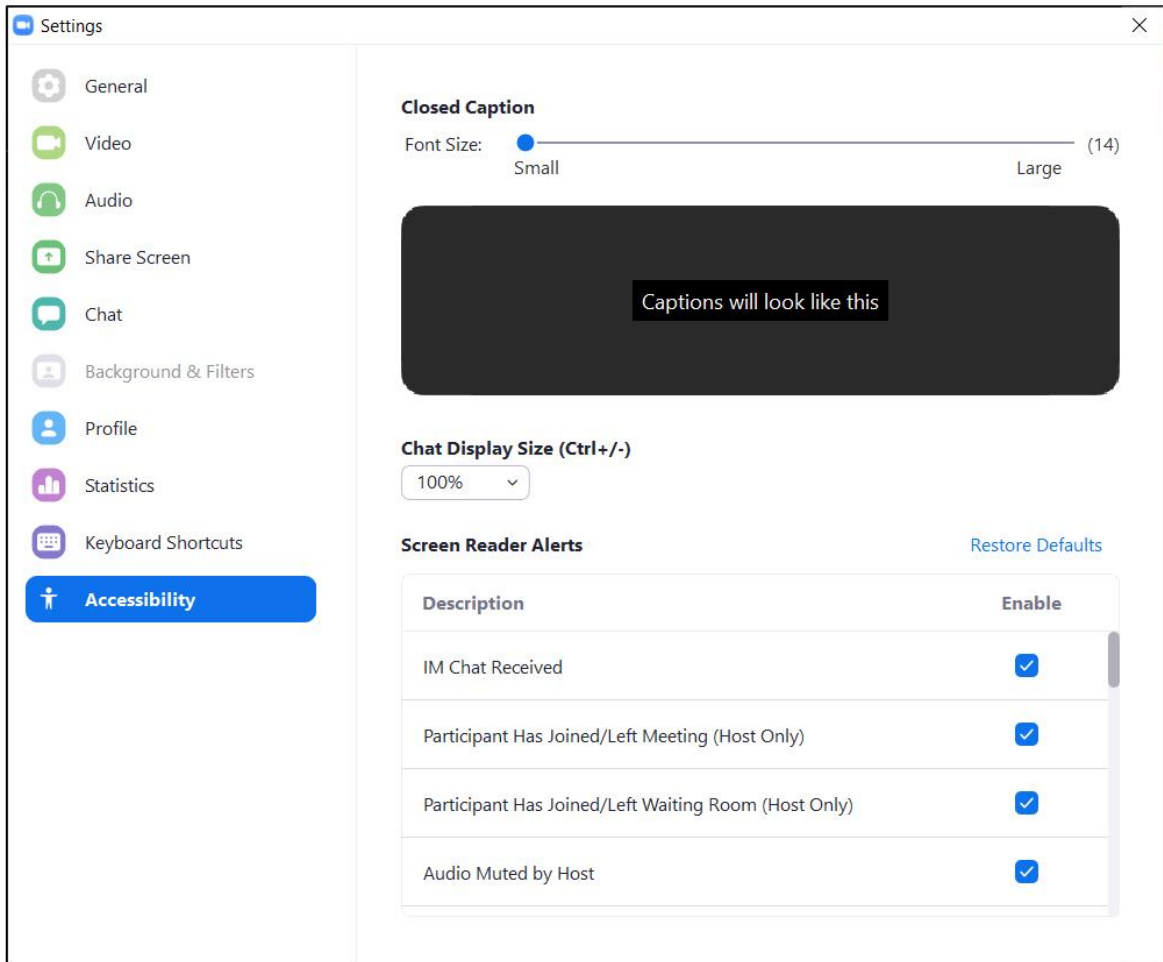 Settings
General
Video
Audio
Share Screen
Chat
Background & Filters
Profile
Statistics
Keyboard Shortcuts
Accessibility
Closed Caption
Font Size:
(14)
Small Large
Captions will look like this
Chat Display Size (Ctrl+/-)
100%
Screen Reader Alerts Restore Defaults
Description Enable
IM Chat Received
Participant Has Joined/Left Meeting (Host Only)
Participant Has Joined/Left Waiting Room (Host Only)
Audio Muted by Host